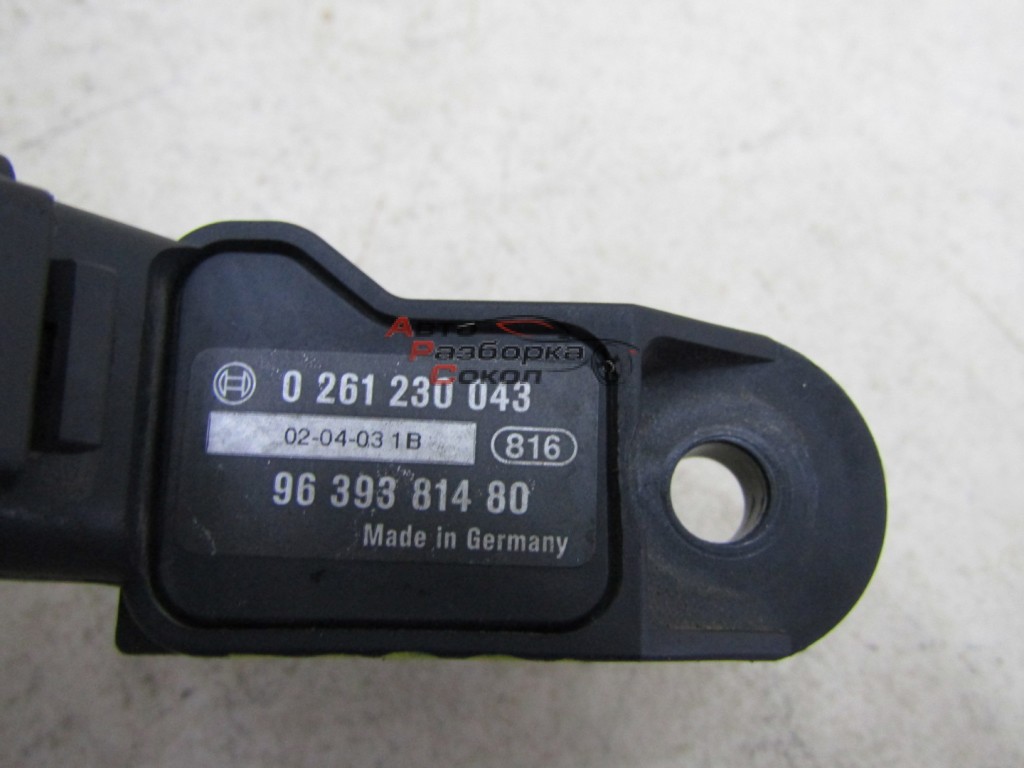 Авто
Разборка
Сокол
0 261 230 043
02-04-03 1B
816
96 393 814 80
Made in Germany